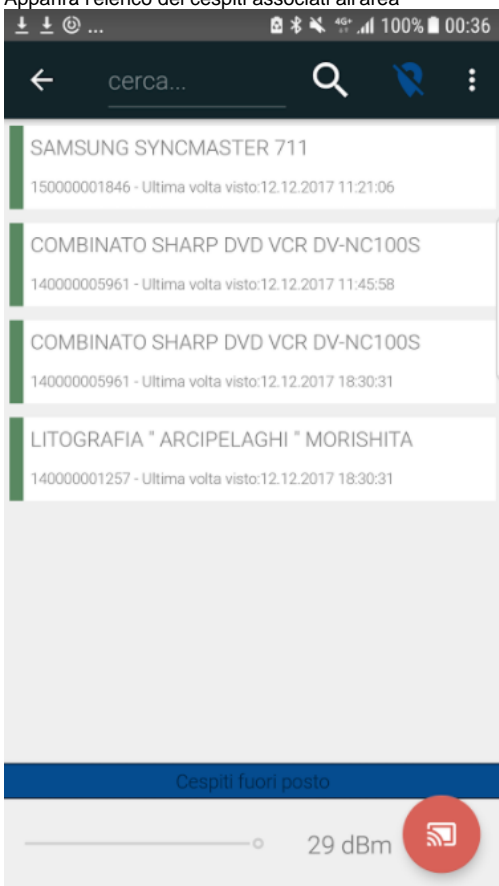 Apparirà l'elenco dei cespiti associati all'area
... 4G+ 100% 00:36
cerca...
SAMSUNG SYNCMASTER 711
150000001846 - Ultima volta visto:12.12.2017 11:21:06
COMBINATO SHARP DVD VCR DV-NC100S
140000005961 - Ultima volta visto:12.12.2017 11:45:58
COMBINATO SHARP DVD VCR DV-NC100S
140000005961 - Ultima volta visto:12.12.2017 18:30:31
LITOGRAFIA " ARCIPELAGHI " MORISHITA
140000001257 - Ultima volta visto:12.12.2017 18:30:31
Cespiti fuori posto
29 dBm